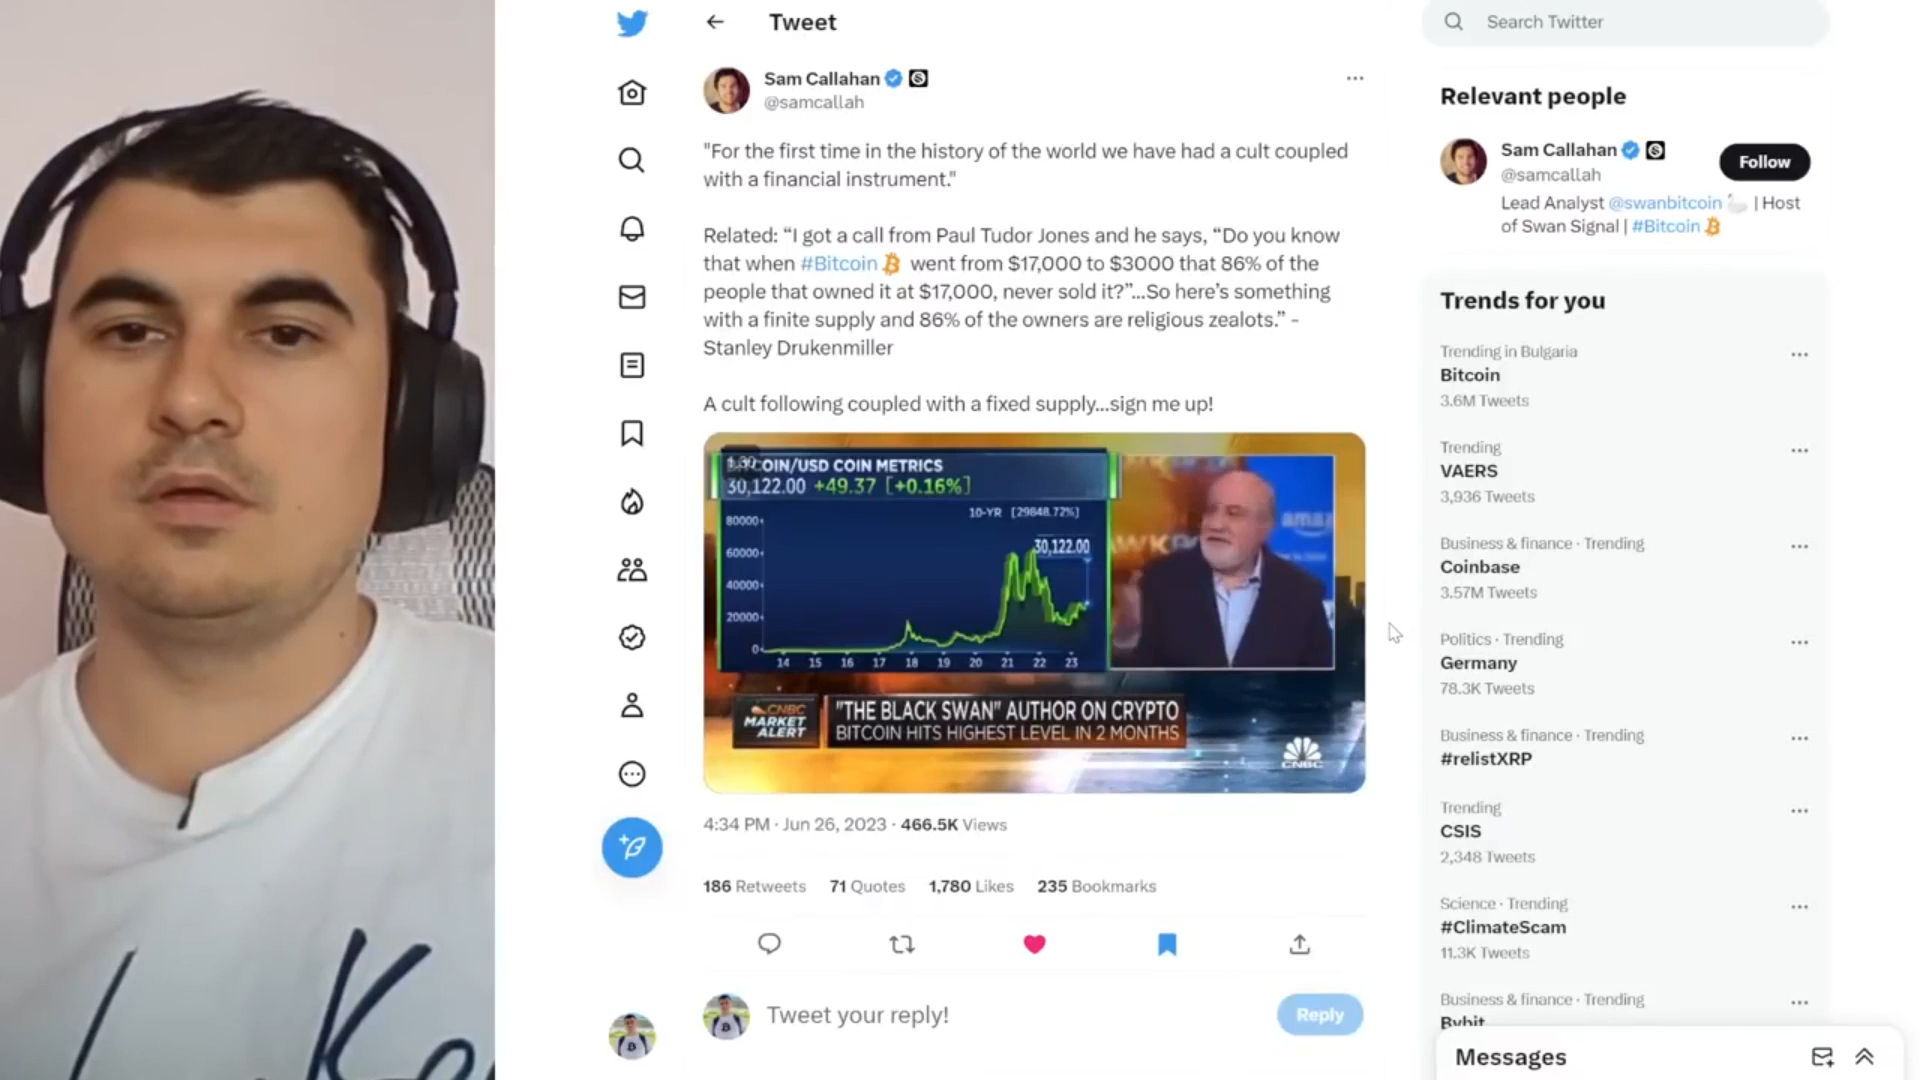 Tweet
Search Twitter
Sam Callahan
@samcallah
"For the first time in the history of the world we have had a cult coupled
with a financial instrument."
Related: “I got a call from Paul Tudor Jones and he says, “Do you know
that when #Bitcoin went from $17,000 to $3000 that 86% of the
people that owned it at $17,000, never sold it?”...So here’s something
with a finite supply and 86% of the owners are religious zealots.” -
Stanley Drukenmiller
A cult following coupled with a fixed supply...sign me up!
COIN/USD COIN METRICS
30,122.00 +49.37 [+0.16%]
10-YR [29848.72%]
80000
60000
40000
20000
0
30,122.00
14 15 16 17 18 19 20 21 22 23
CNBC
MARKET
ALERT
"THE BLACK SWAN" AUTHOR ON CRYPTO
BITCOIN HITS HIGHEST LEVEL IN 2 MONTHS
CNBC
4:34 PM · Jun 26, 2023 · 466.5K Views
186 Retweets 71 Quotes 1,780 Likes 235 Bookmarks
Tweet your reply!
Reply
Relevant people
Sam Callahan
@samcallah
Follow
Lead Analyst @swanbitcoin | Host
of Swan Signal | #Bitcoin
Trends for you
Trending in Bulgaria
Bitcoin
3.6M Tweets
Trending
VAERS
3,936 Tweets
Business & finance · Trending
Coinbase
3.57M Tweets
Politics · Trending
Germany
78.3K Tweets
Business & finance · Trending
#relistXRP
Trending
CSIS
2,348 Tweets
Science · Trending
#ClimateScam
11.3K Tweets
Business & finance · Trending
Bybit
Messages